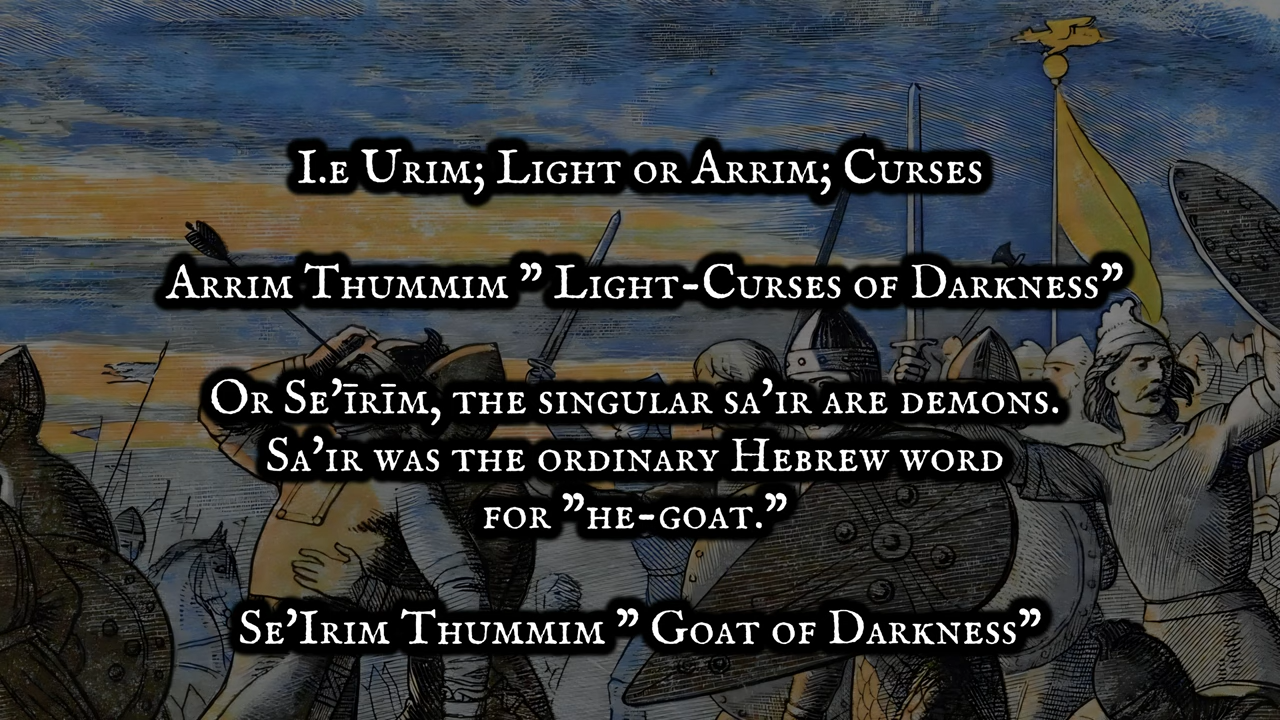 I.e Urim; Light or Arrim; Curses
Arrim Thummim " Light-Curses of Darkness"
Or Se'īrīm, the singular sa'ir are demons.
Sa'ir was the ordinary Hebrew word
for "he-goat."
Se'Irim Thummim " Goat of Darkness"